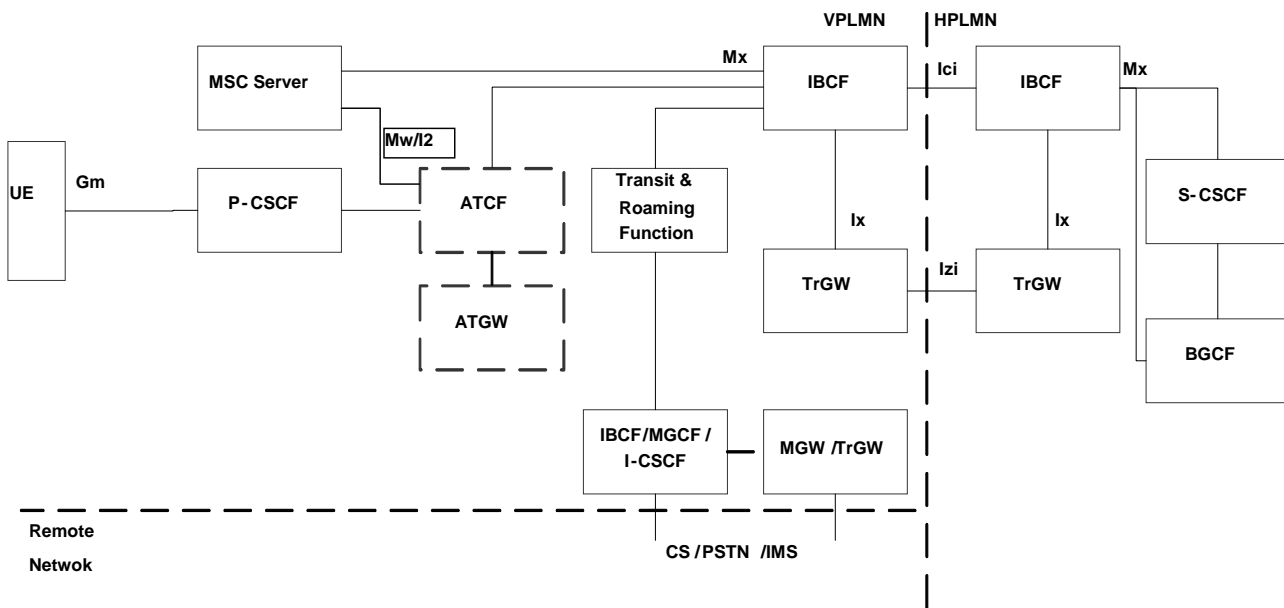 VPLMN
HPLMN
MSC Server
Mx
IBCF
Ici
IBCF
Mx
Mw/I2
UE
Gm
P-CSCF
ATCF
Transit &
Roaming
Function
S-CSCF
Ix
Ix
ATGW
TrGW
Izi
TrGW
BGCF
IBCF/MGCF/
I-CSCF
MGW/TrGW
Remote
Netwok
CS/PSTN/IMS